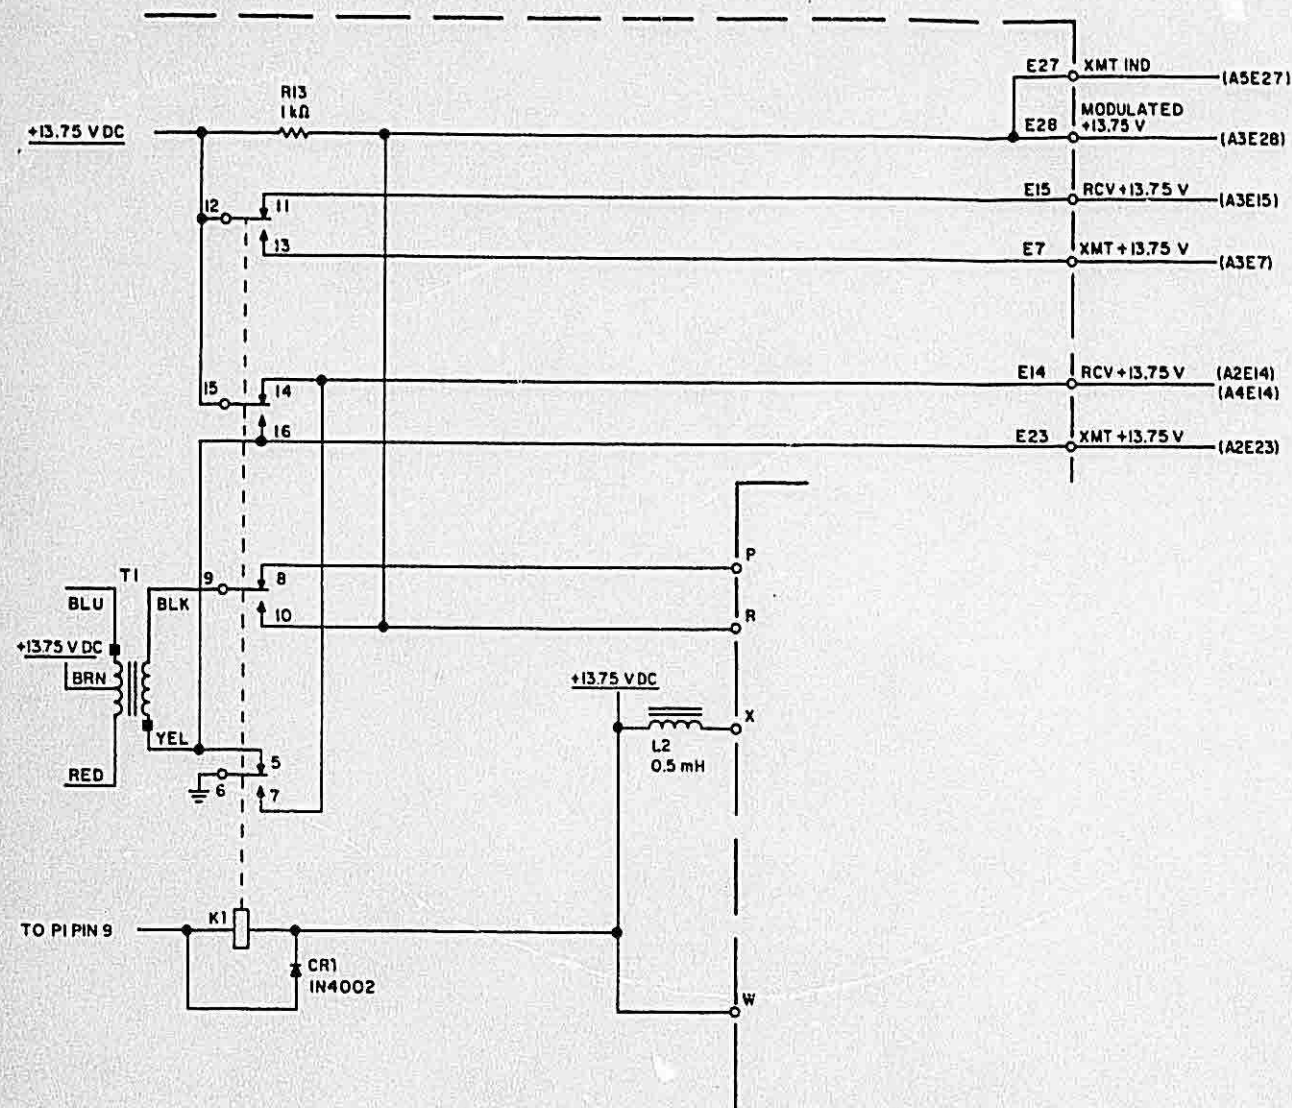 E27 XMT IND
(A5E27)
R13
1kΩ
+13.75 V DC
MODULATED
E28 +13.75 V
(A3E28)
12
11
E15 RCV+13.75 V
(A3E15)
13
E7 XMT+13.75 V
(A3E7)
15
14
E14 RCV+13.75 V
(A2E14)
(A4E14)
16
E23 XMT+13.75 V
(A2E23)
P
T1
9
8
BLU
BLK
10
R
+13.75 V DC
BRN
+13.75 VDC
X
YEL
L2
0.5 mH
5
RED
6
7
K1
TO P1 PIN 9
CR1
1N4002
W